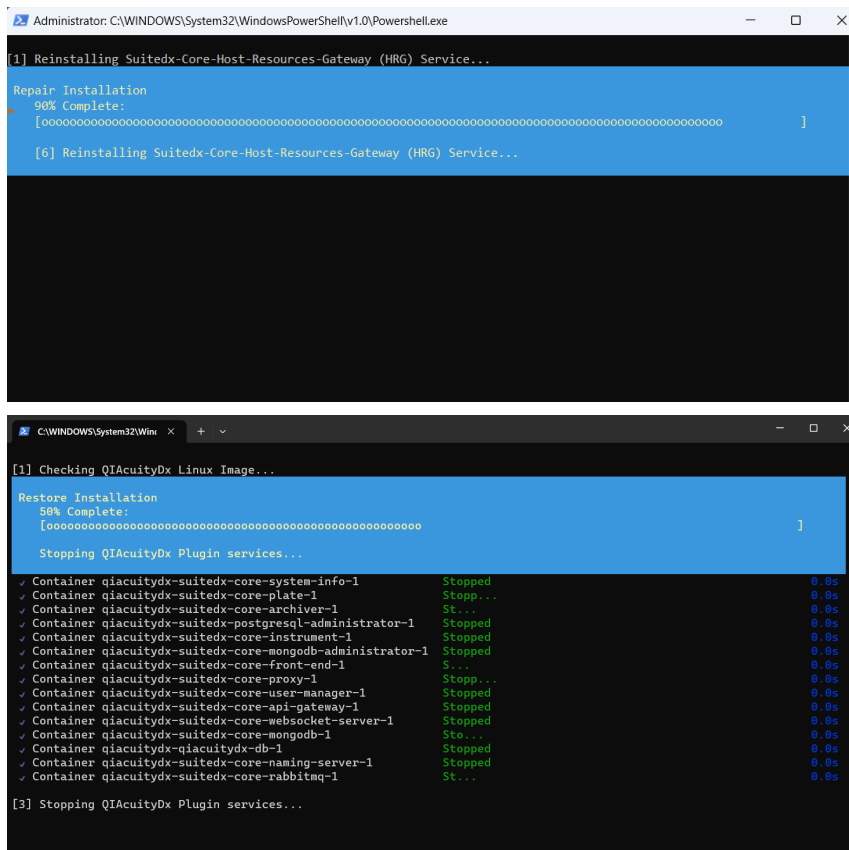 Administrator: C:\WINDOWS\System32\WindowsPowerShell\v1.0\Powershell.exe
[1] Reinstalling Suitedx-Core-Host-Resources-Gateway (HRG) Service...
Repair Installation
90% Complete:
[ooooooooooooooooooooooooooooooooooooooooooooooooooooooooooooooooooooooooooooooooooooooooooooooooo ]
[6] Reinstalling Suitedx-Core-Host-Resources-Gateway (HRG) Service...
C:\WINDOWS\System32\Wind
[1] Checking QIAcuityDx Linux Image...
Restore Installation
50% Complete:
[oooooooooooooooooooooooooooooooooooooooooooooooooooooo ]
Stopping QIAcuityDx Plugin services...
✓ Container qiacuitydx-suitedx-core-system-info-1 Stopped 0.0s
✓ Container qiacuitydx-suitedx-core-plate-1 Stopp... 0.0s
✓ Container qiacuitydx-suitedx-core-archiver-1 St... 0.0s
✓ Container qiacuitydx-suitedx-postgresql-administrator-1 Stopped 0.0s
✓ Container qiacuitydx-suitedx-core-instrument-1 Stopped 0.0s
✓ Container qiacuitydx-suitedx-core-mongodb-administrator-1 Stopped 0.0s
✓ Container qiacuitydx-suitedx-core-front-end-1 S... 0.0s
✓ Container qiacuitydx-suitedx-core-proxy-1 Stopp... 0.0s
✓ Container qiacuitydx-suitedx-core-user-manager-1 Stopped 0.0s
✓ Container qiacuitydx-suitedx-core-api-gateway-1 Stopped 0.0s
✓ Container qiacuitydx-suitedx-core-websocket-server-1 Stopped 0.0s
✓ Container qiacuitydx-suitedx-core-mongodb-1 Sto... 0.0s
✓ Container qiacuitydx-qiacuitydx-db-1 Stopped 0.0s
✓ Container qiacuitydx-suitedx-core-naming-server-1 Stopped 0.0s
✓ Container qiacuitydx-suitedx-core-rabbitmq-1 St... 0.0s
[3] Stopping QIAcuityDx Plugin services...